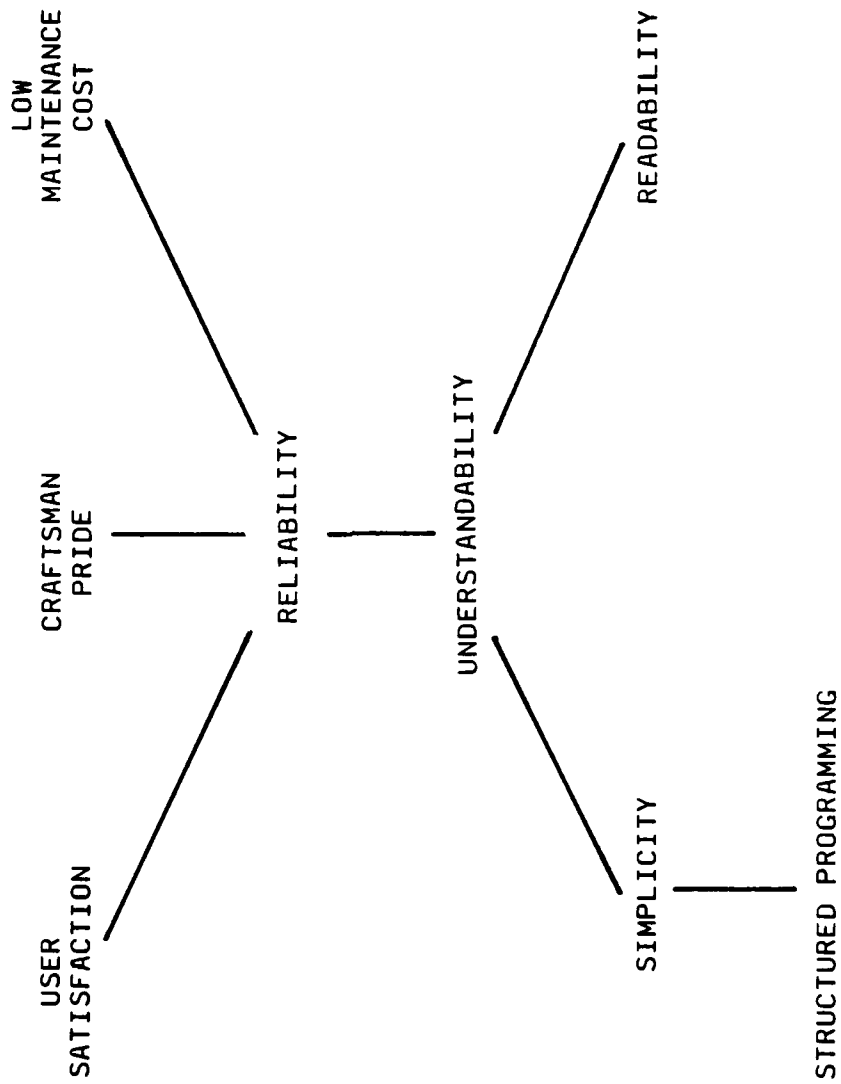 USER
SATISFACTION
CRAFTSMAN
PRIDE
LOW
MAINTENANCE
COST
RELIABILITY
UNDERSTANDABILITY
SIMPLICITY
READABILITY
STRUCTURED PROGRAMMING